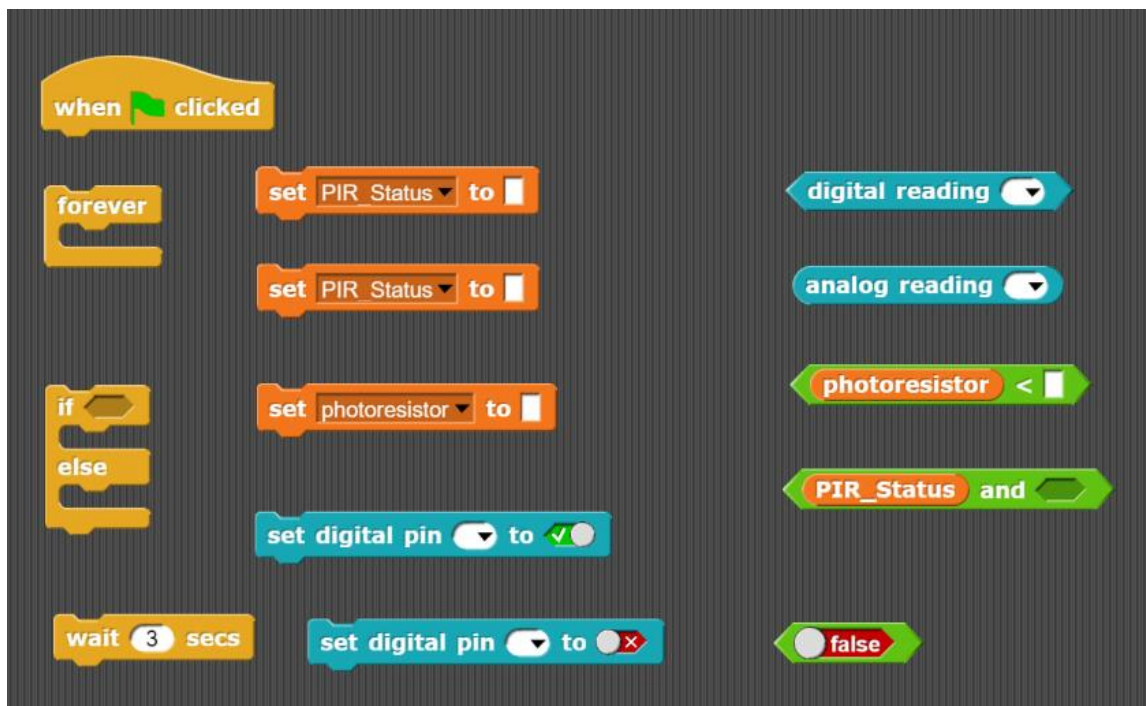 when clicked
forever
set PIR_Status to
digital reading
set PIR_Status to
analog reading
if
else
set photoresistor to
photoresistor <
PIR_Status and
set digital pin to
wait 3 secs
set digital pin to
false